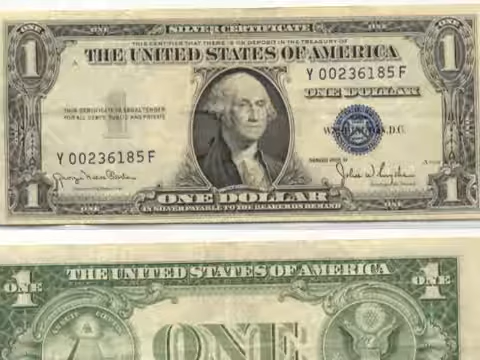 SILVER CERTIFICATE
THIS CERTIFIES THAT THERE IS ON DEPOSIT IN THE TREASURY OF
THE UNITED STATES OF AMERICA
1
1
Y 00236185 F
ONE DOLLAR
THIS CERTIFICATE IS LEGAL TENDER
FOR ALL DEBTS, PUBLIC AND PRIVATE
WASHINGTON, D.C.
Y 00236185 F
1
1
ONE DOLLAR
IN SILVER PAYABLE TO THE BEARER ON DEMAND
THE UNITED STATES OF AMERICA
ONE
ONE
ANNUIT COEPTIS
ONE